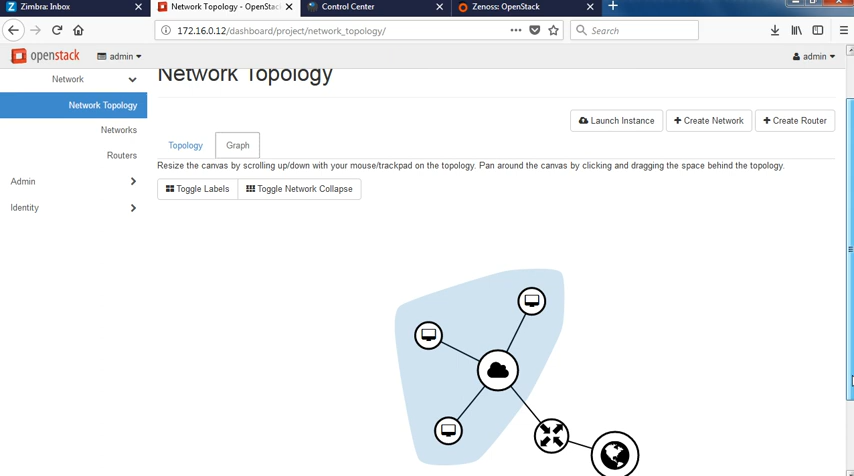 Zimbra: Inbox
Network Topology - OpenStac
Control Center
Zenoss: OpenStack
172.16.0.12/dashboard/project/network_topology/
Search
openstack
admin
admin
Network
Network Topology
Network Topology
Networks
Routers
Admin
Identity
Launch Instance
Create Network
Create Router
Topology
Graph
Resize the canvas by scrolling up/down with your mouse/trackpad on the topology. Pan around the canvas by clicking and dragging the space behind the topology.
Toggle Labels
Toggle Network Collapse